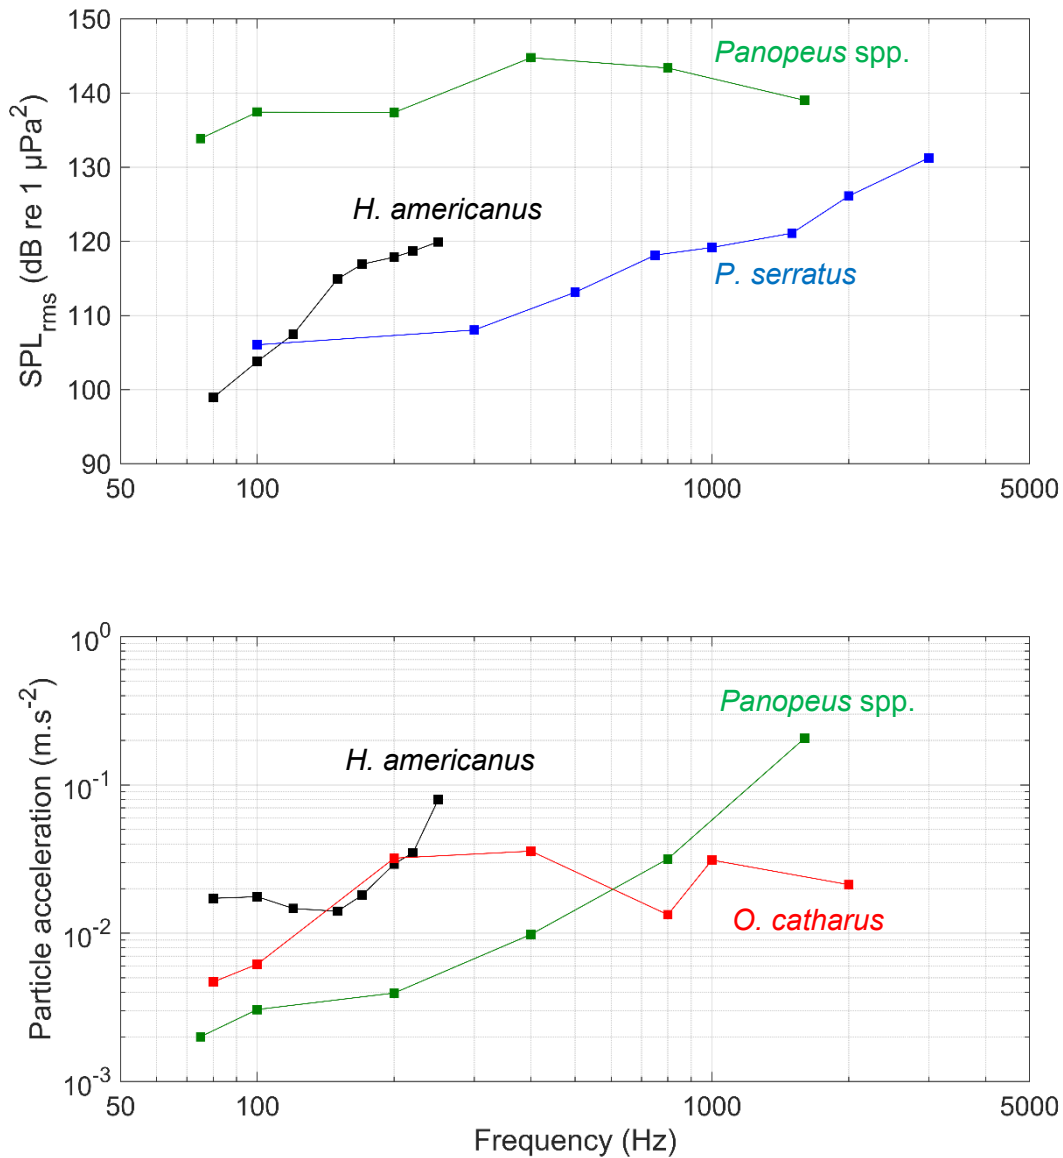 150
140
130
120
110
100
90
SPL_rms (dB re 1 µPa²)
Panopeus spp.
H. americanus
P. serratus
50 100 1000 5000
10⁰
10⁻¹
10⁻²
10⁻³
Particle acceleration (m.s⁻²)
Panopeus spp.
H. americanus
O. catharus
50 100 1000 5000
Frequency (Hz)